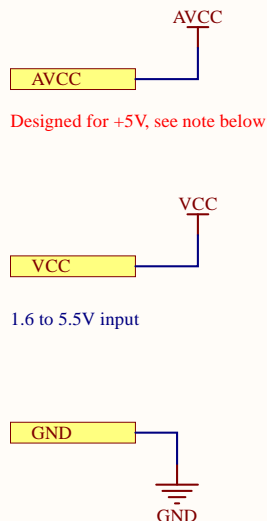 AVCC
AVCC
Designed for +5V, see note below
VCC
VCC
1.6 to 5.5V input
GND
GND